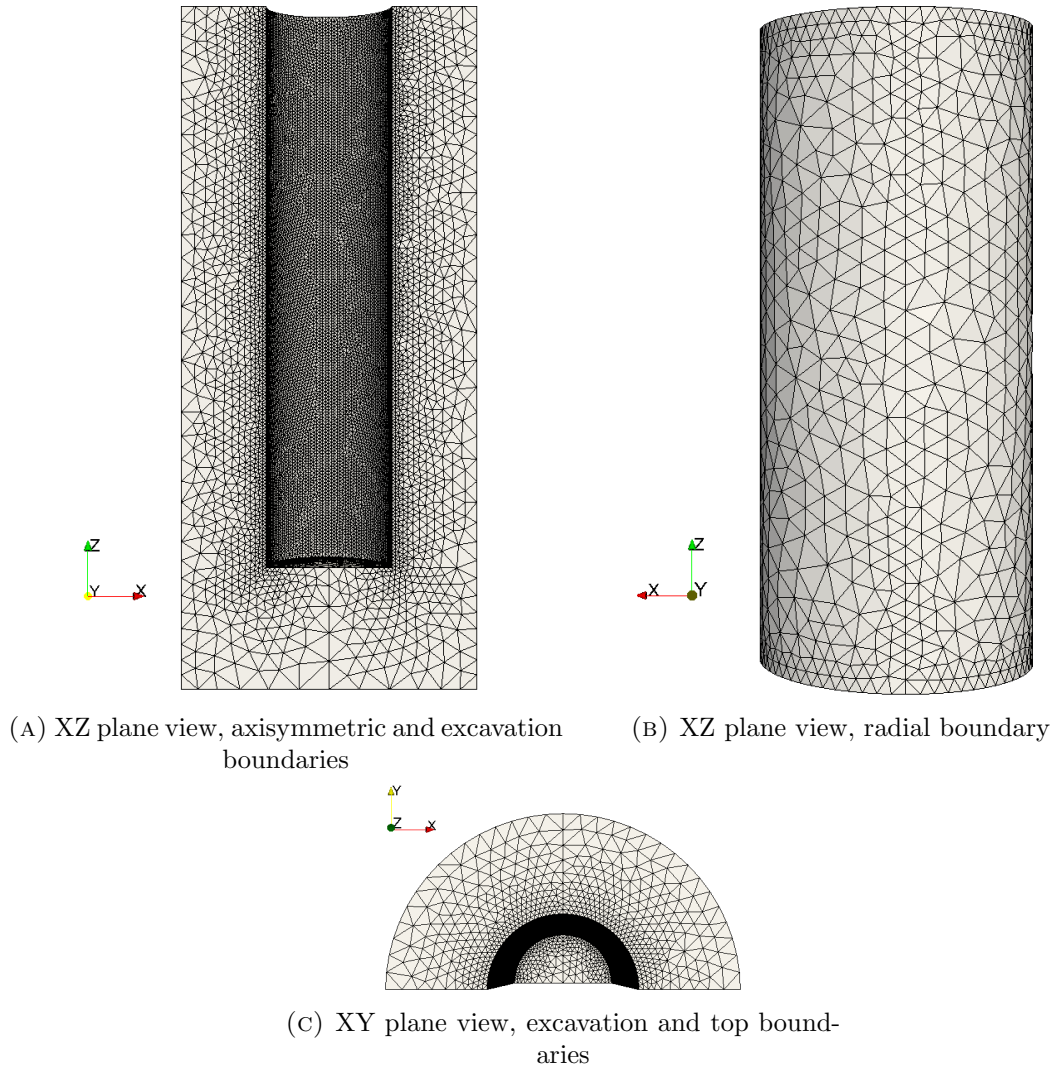 Z
Y
X
Z
X
Y
(A) XZ plane view, axisymmetric and excavation
boundaries
(B) XZ plane view, radial boundary
Y
Z
X
(C) XY plane view, excavation and top bound-
aries